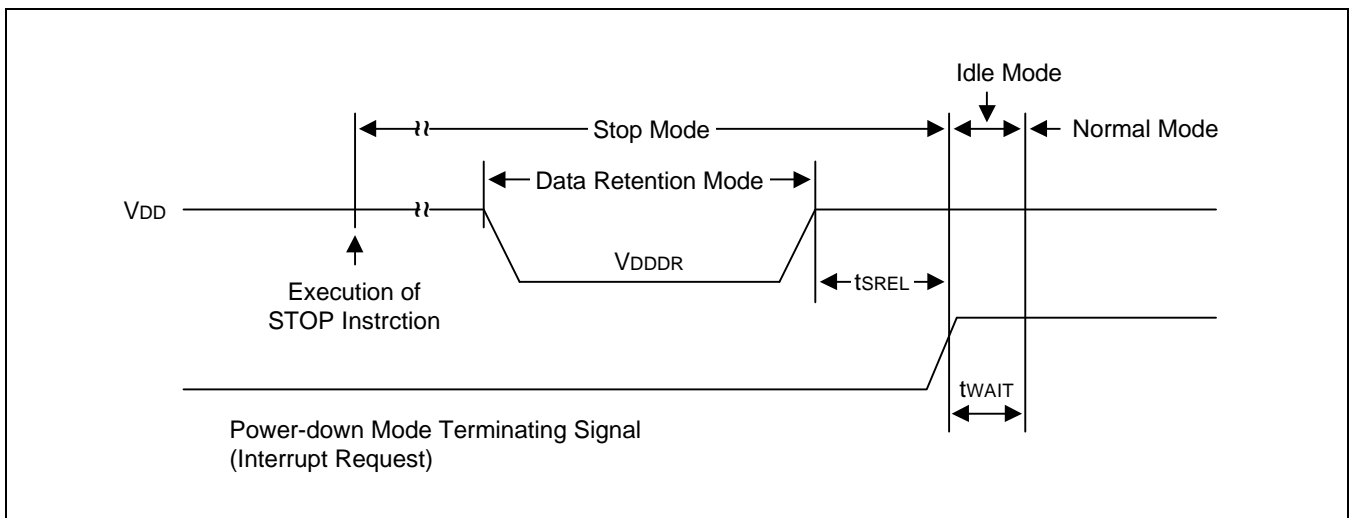 Idle Mode
Stop Mode
Normal Mode
Data Retention Mode
VDD
VDDDR
tSREL
Execution of
STOP Instrction
tWAIT
Power-down Mode Terminating Signal
(Interrupt Request)